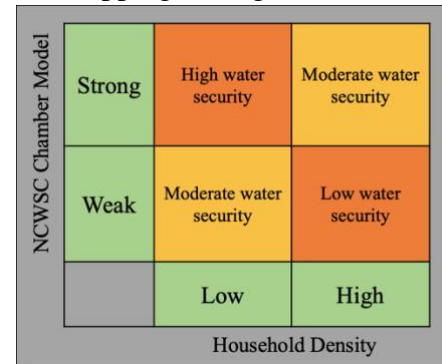 NCWSC Chamber Model
Strong
High water
security
Moderate water
security
Weak
Moderate water
security
Low water
security
Low
High
Household Density